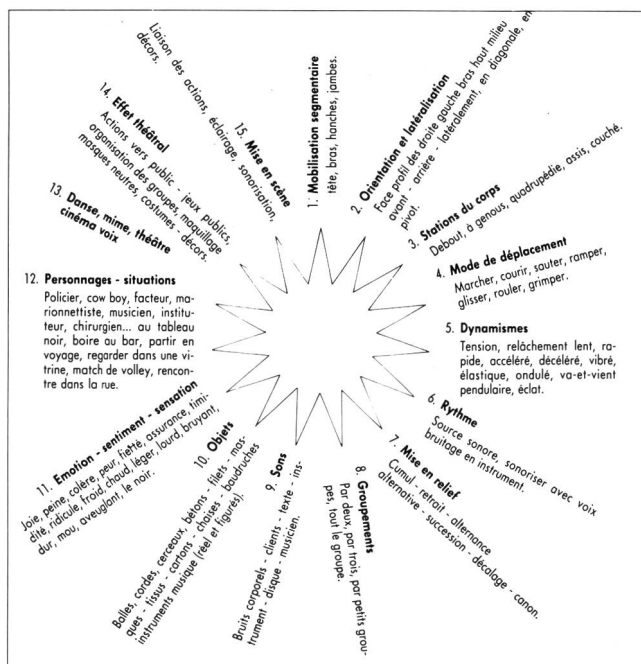 1. Mobilisation segmentaire
tête, bras, hanches, jambes.
2. Orientation et latéralisation
Face profil des droite gauche bras haut milieu
avant - arrière - latéralement, en diagonale, en
pivot.
3. Stations du corps
Debout, à genous, quadrupédie, assis, couché.
4. Mode de déplacement
Marcher, courir, sauter, ramper,
glisser, rouler, grimper.
5. Dynamismes
Tension, relâchement lent, ra-
pide, accéléré, décéléré, vibré,
élastique, ondulé, va-et-vient
pendulaire, éclat.
6. Rythme
Source sonore, sonoriser avec voix
bruitage en instrument.
7. Mise en relief
Cumul - retrait - alternance
alternative - succession - décalage - canon.
8. Groupements
Par deux, par trois, par petits grou-
pes, tout le groupe.
9. Sons
Bruits corporels - clients - texte - ins-
trument - disque - musicien.
10. Objets
Balles, cordes, cerceaux, bétons - filets - mas-
ques - tissus - cartons - chaises - baudruches
instruments musique (réel et figurés).
11. Emotion - sentiment - sensation
Joie, peine, colère, peur, fietté, assurance, timi-
dité, ridicule, froid, chaud, léger, lourd, bruyant,
dur, mou, aveuglant, le noir.
12. Personnages - situations
Policier, cow boy, facteur, ma-
rionnettiste, musicien, institu-
teur, chirurgien... au tableau
noir, boire au bar, partir en
voyage, regarder dans une vi-
trine, match de volley, rencon-
tre dans la rue.
13. Danse, mime, théâtre
cinéma voix
14. Effet théâtral
Actions vers public - jeux publics,
organisation des groupes, maquillage
masques neutres, costumes - décors.
15. Mise en scène
Liaison des actions, éclairage, sonorisation,
décors.